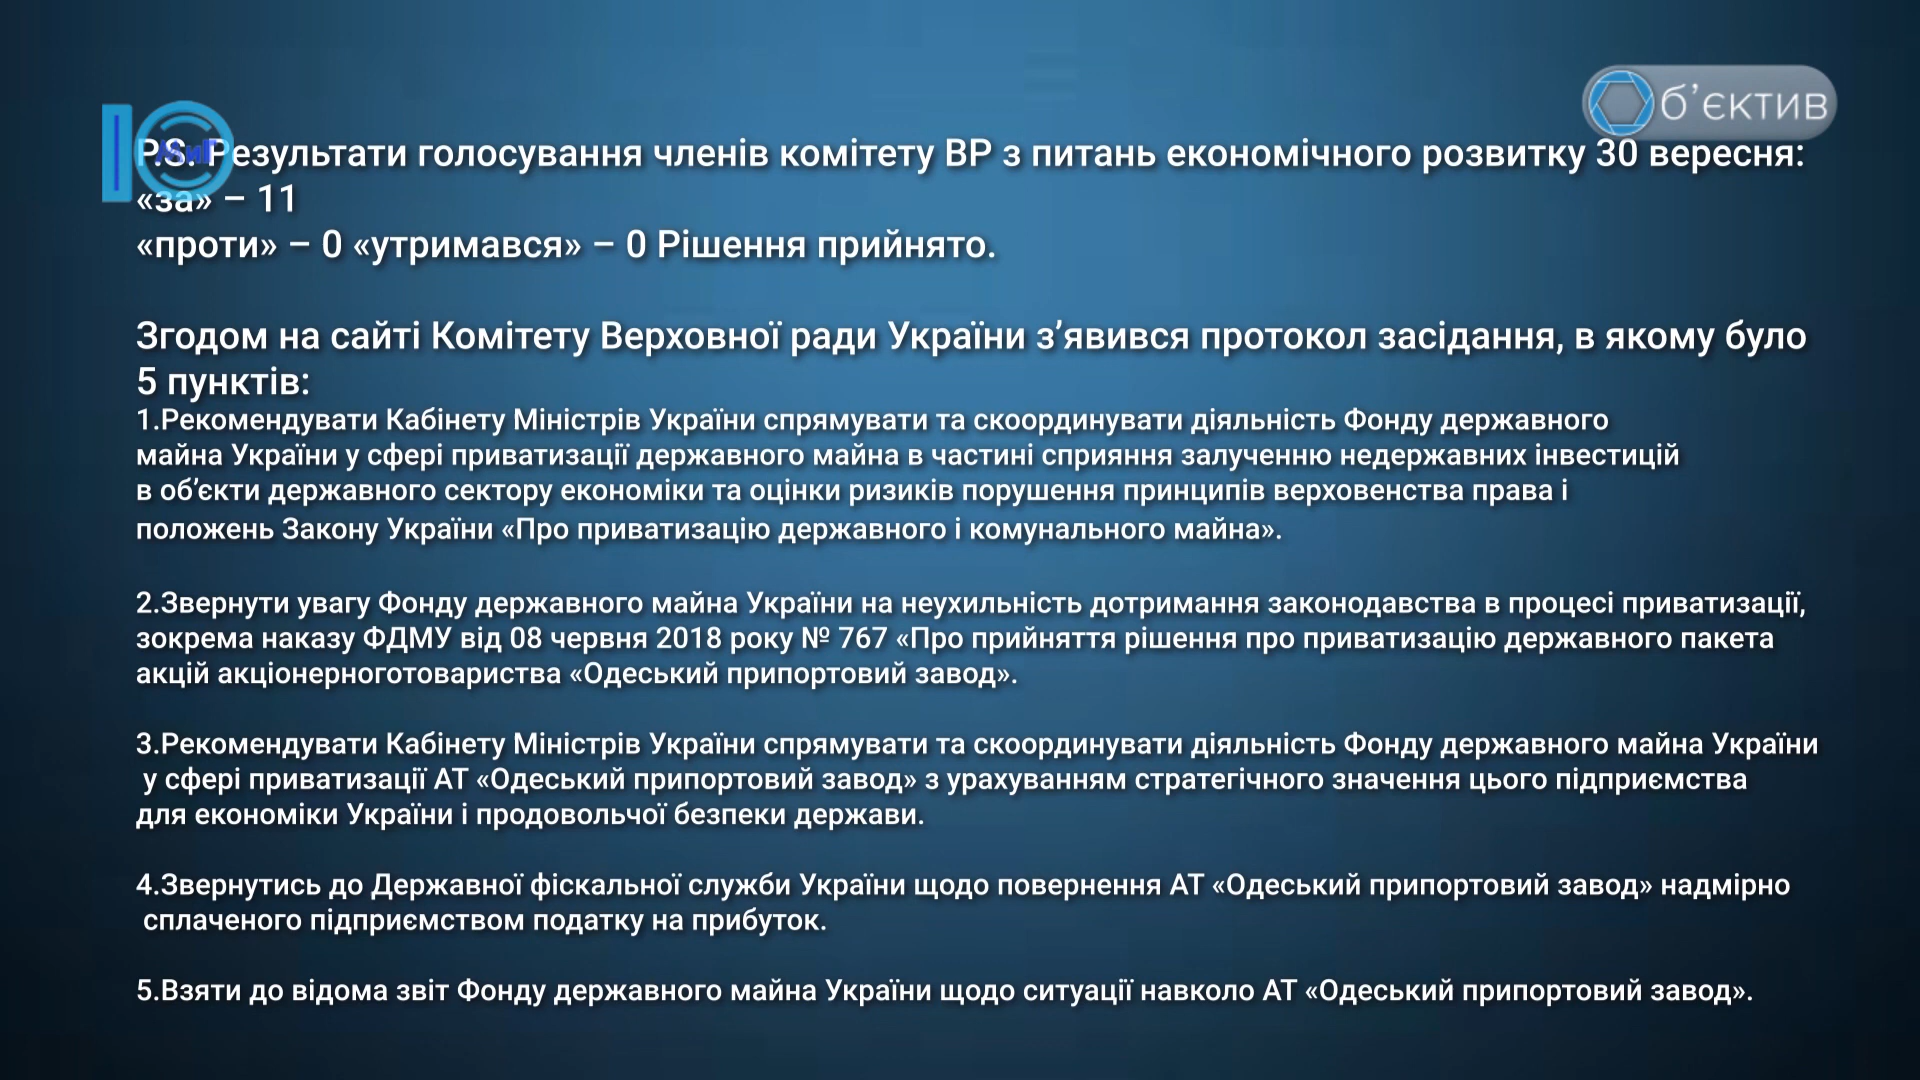 б’єктив
P.S. Результати голосування членів комітету ВР з питань економічного розвитку 30 вересня:
«за» – 11
«проти» – 0 «утримався» – 0 Рішення прийнято.
Згодом на сайті Комітету Верховної ради України з’явився протокол засідання, в якому було
5 пунктів:
1.Рекомендувати Кабінету Міністрів України спрямувати та скоординувати діяльність Фонду державного
майна України у сфері приватизації державного майна в частині сприяння залученню недержавних інвестицій
в об’єкти державного сектору економіки та оцінки ризиків порушення принципів верховенства права і
положень Закону України «Про приватизацію державного і комунального майна».
2.Звернути увагу Фонду державного майна України на неухильність дотримання законодавства в процесі приватизації,
зокрема наказу ФДМУ від 08 червня 2018 року № 767 «Про прийняття рішення про приватизацію державного пакета
акцій акціонерноготовариства «Одеський припортовий завод».
3.Рекомендувати Кабінету Міністрів України спрямувати та скоординувати діяльність Фонду державного майна України
у сфері приватизації АТ «Одеський припортовий завод» з урахуванням стратегічного значення цього підприємства
для економіки України і продовольчої безпеки держави.
4.Звернутись до Державної фіскальної служби України щодо повернення АТ «Одеський припортовий завод» надмірно
сплаченого підприємством податку на прибуток.
5.Взяти до відома звіт Фонду державного майна України щодо ситуації навколо АТ «Одеський припортовий завод».